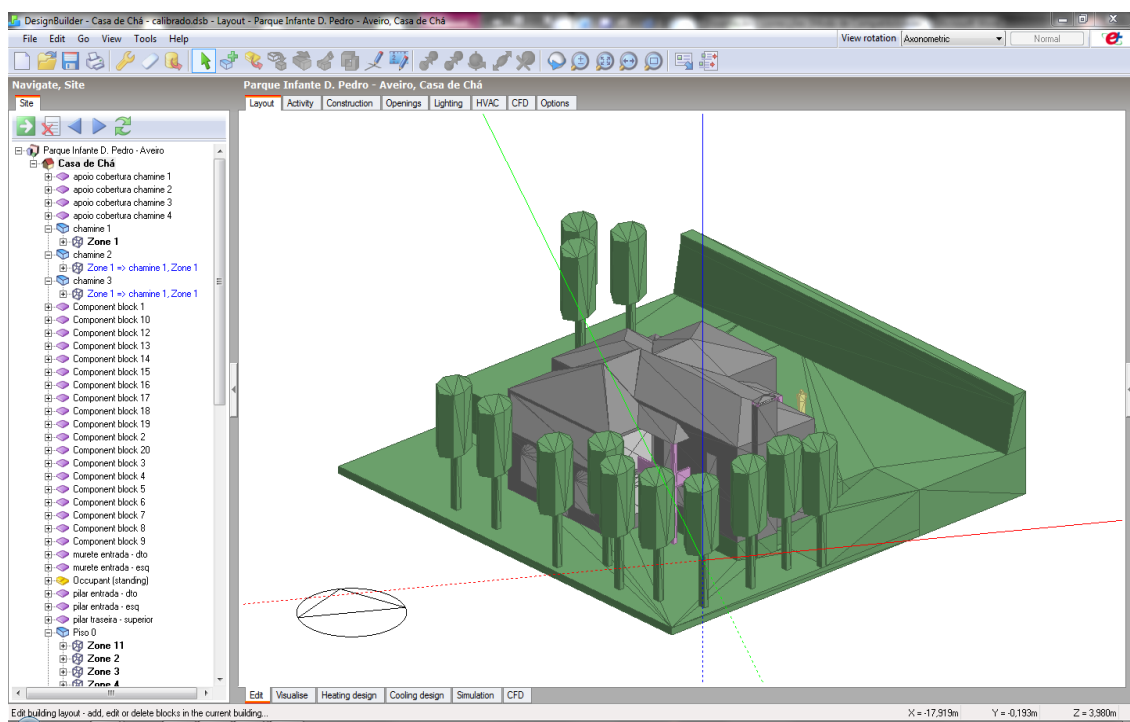 DesignBuilder - Casa de Chá - calibrado.dsb - Layout - Parque Infante D. Pedro - Aveiro, Casa de Chá
File Edit Go View Tools Help
View rotation Axonometric Normal
Navigate, Site
Parque Infante D. Pedro - Aveiro, Casa de Chá
Site
Layout Activity Construction Openings Lighting HVAC CFD Options
Parque Infante D. Pedro - Aveiro
Casa de Chá
apoio cobertura chamine 1
apoio cobertura chamine 2
apoio cobertura chamine 3
apoio cobertura chamine 4
chamine 1
Zone 1
chamine 2
Zone 1 => chamine 1, Zone 1
chamine 3
Zone 1 => chamine 1, Zone 1
Component block 1
Component block 10
Component block 12
Component block 13
Component block 14
Component block 15
Component block 16
Component block 17
Component block 18
Component block 19
Component block 2
Component block 20
Component block 3
Component block 4
Component block 5
Component block 6
Component block 7
Component block 8
Component block 9
murete entrada - dto
murete entrada - esq
Occupant (standing)
pilar entrada - dto
pilar entrada - esq
pilar traseira - superior
Piso 0
Zone 11
Zone 2
Zone 3
Zone 4
Edit Visualise Heating design Cooling design Simulation CFD
Edit building layout - add, edit or delete blocks in the current building...
X = -17,919m Y = -0,193m Z = 3,980m